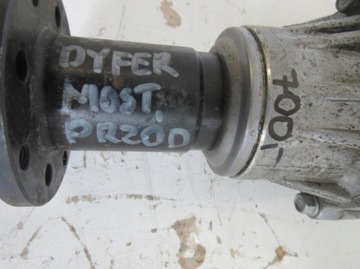 DYFER
MOST.
PRZÓD
700,-